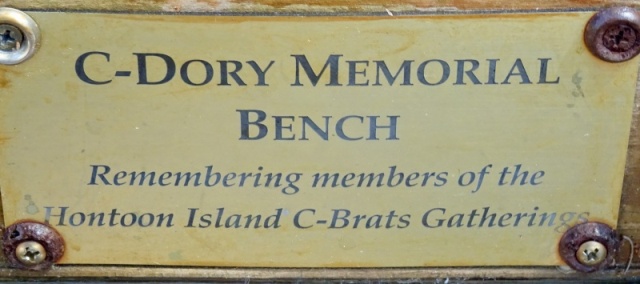 C-Dory Memorial
Bench
Remembering members of the
Hontoon Island C-Brats Gatherings